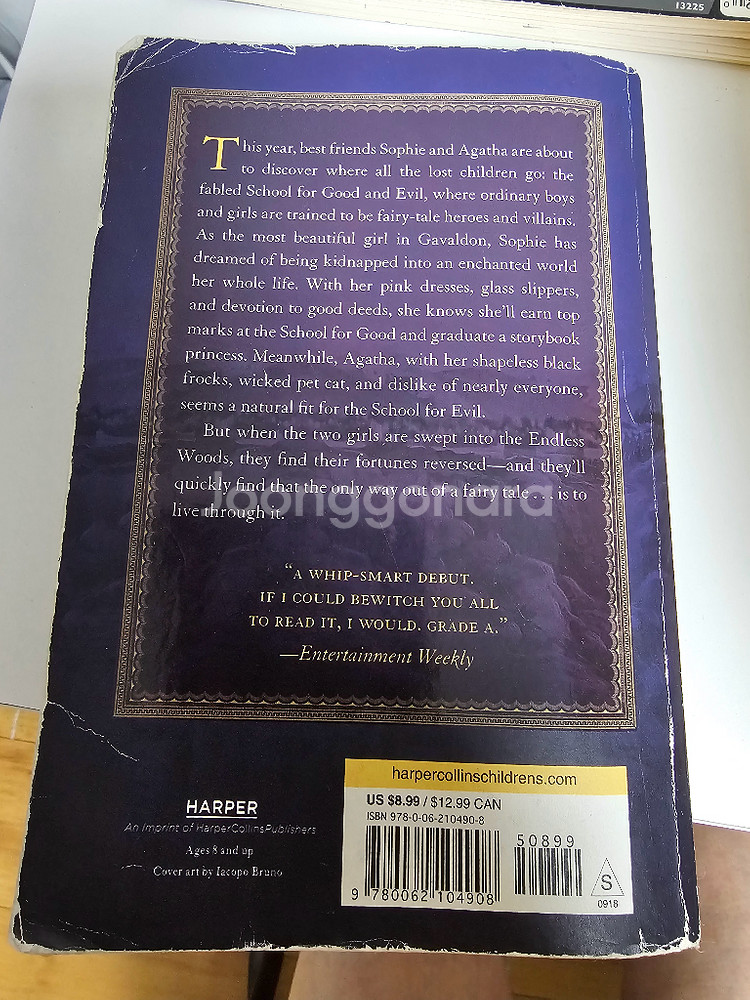 13225
This year, best friends Sophie and Agatha are about
to discover where all the lost children go: the
fabled School for Good and Evil, where ordinary boys
and girls are trained to be fairy-tale heroes and villains.
As the most beautiful girl in Gavaldon, Sophie has
dreamed of being kidnapped into an enchanted world
her whole life. With her pink dresses, glass slippers,
and devotion to good deeds, she knows she'll earn top
marks at the School for Good and graduate a storybook
princess. Meanwhile, Agatha, with her shapeless black
frocks, wicked pet cat, and dislike of nearly everyone,
seems a natural fit for the School for Evil.
But when the two girls are swept into the Endless
Woods, they find their fortunes reversed—and they'll
quickly find that the only way out of a fairy tale . . . is to
live through it.
Joonggonara
"A WHIP-SMART DEBUT.
IF I COULD BEWITCH YOU ALL
TO READ IT, I WOULD. GRADE A."
—Entertainment Weekly
harpercollinschildrens.com
US $8.99 / $12.99 CAN
ISBN 978-0-06-210490-8
50899
9 780062 104908
S
0918
HARPER
An Imprint of HarperCollinsPublishers
Ages 8 and up
Cover art by Iacopo Bruno